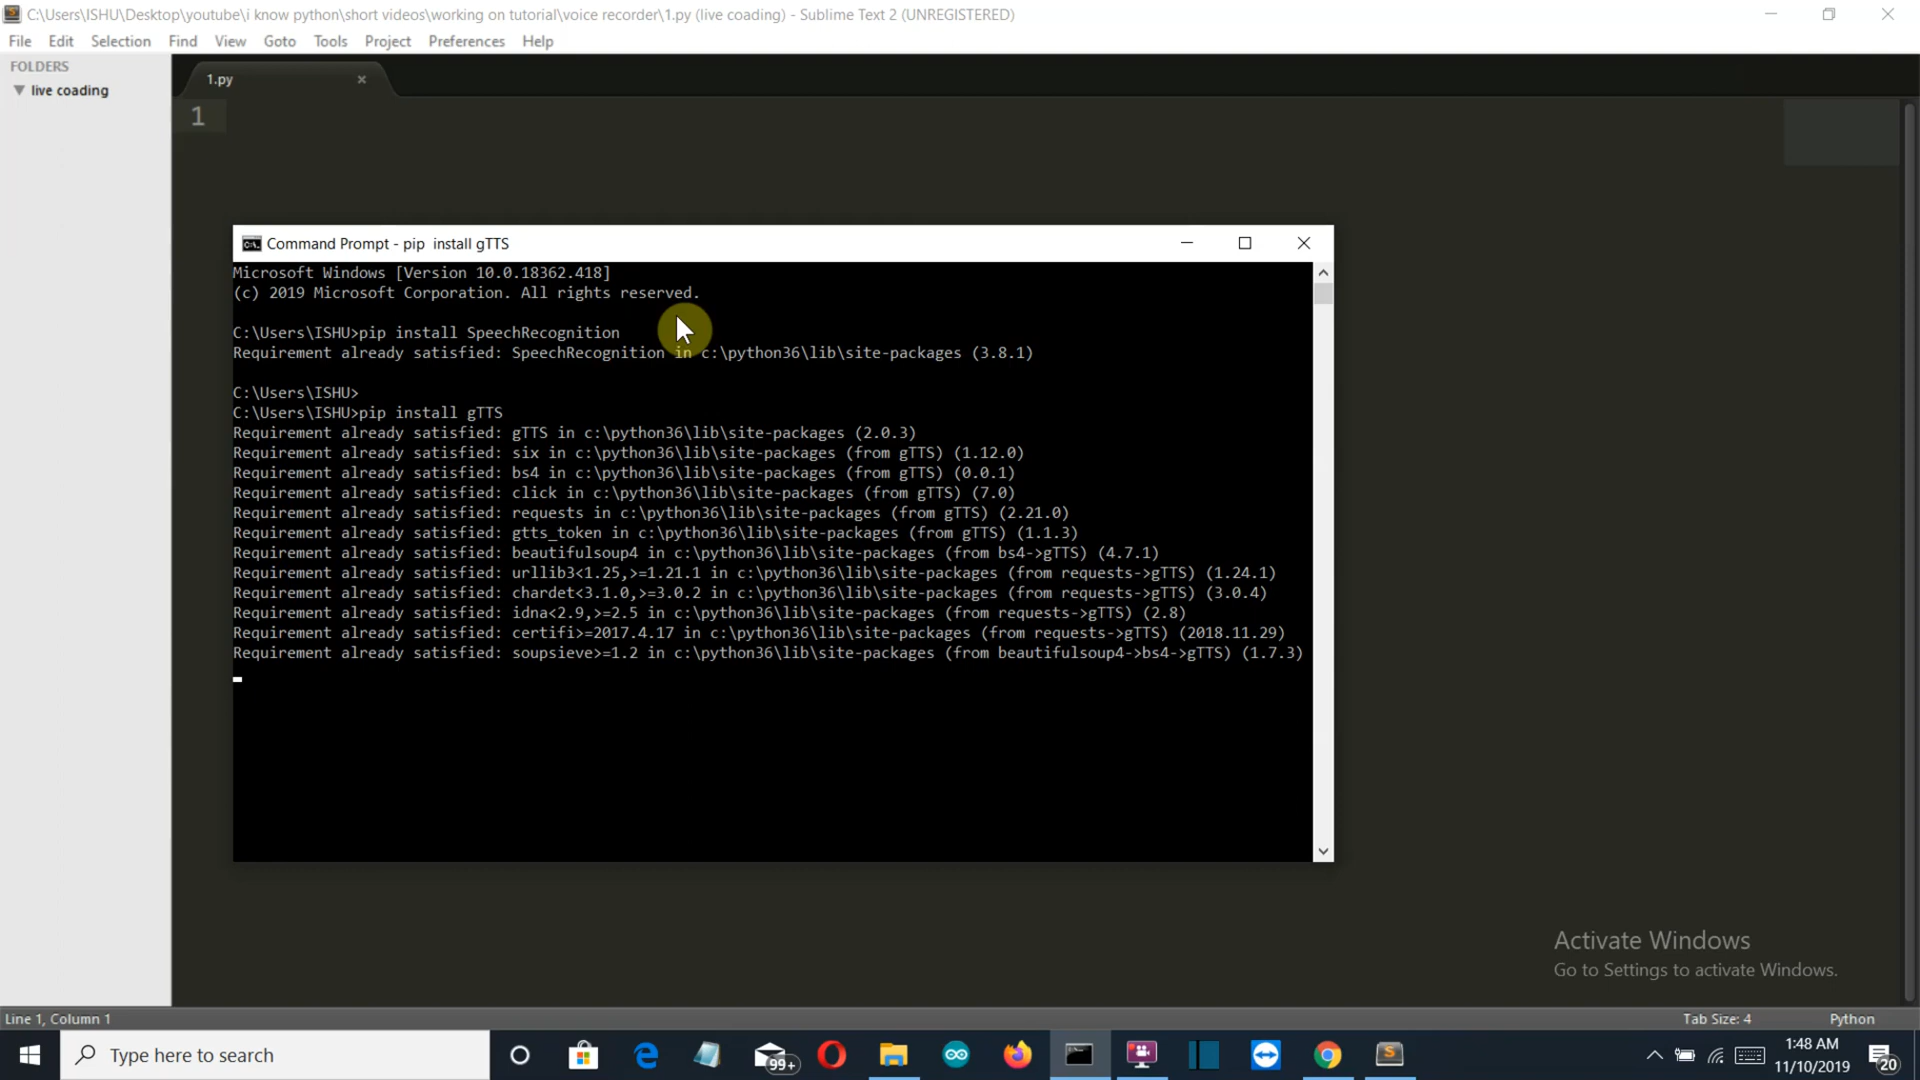 C:\Users\ISHU\Desktop\youtube\i know python\short videos\working on tutorial\voice recorder\1.py (live coading) - Sublime Text 2 (UNREGISTERED)
File Edit Selection Find View Goto Tools Project Preferences Help
FOLDERS
live coading
1.py
1
Command Prompt - pip  install gTTS
Microsoft Windows [Version 10.0.18362.418]
(c) 2019 Microsoft Corporation. All rights reserved.
C:\Users\ISHU>pip install SpeechRecognition
Requirement already satisfied: SpeechRecognition in c:\python36\lib\site-packages (3.8.1)
C:\Users\ISHU>
C:\Users\ISHU>pip install gTTS
Requirement already satisfied: gTTS in c:\python36\lib\site-packages (2.0.3)
Requirement already satisfied: six in c:\python36\lib\site-packages (from gTTS) (1.12.0)
Requirement already satisfied: bs4 in c:\python36\lib\site-packages (from gTTS) (0.0.1)
Requirement already satisfied: click in c:\python36\lib\site-packages (from gTTS) (7.0)
Requirement already satisfied: requests in c:\python36\lib\site-packages (from gTTS) (2.21.0)
Requirement already satisfied: gtts_token in c:\python36\lib\site-packages (from gTTS) (1.1.3)
Requirement already satisfied: beautifulsoup4 in c:\python36\lib\site-packages (from bs4->gTTS) (4.7.1)
Requirement already satisfied: urllib3<1.25,>=1.21.1 in c:\python36\lib\site-packages (from requests->gTTS) (1.24.1)
Requirement already satisfied: chardet<3.1.0,>=3.0.2 in c:\python36\lib\site-packages (from requests->gTTS) (3.0.4)
Requirement already satisfied: idna<2.9,>=2.5 in c:\python36\lib\site-packages (from requests->gTTS) (2.8)
Requirement already satisfied: certifi>=2017.4.17 in c:\python36\lib\site-packages (from requests->gTTS) (2018.11.29)
Requirement already satisfied: soupsieve>=1.2 in c:\python36\lib\site-packages (from beautifulsoup4->bs4->gTTS) (1.7.3)
Activate Windows
Go to Settings to activate Windows.
Line 1, Column 1
Tab Size: 4
Python
Type here to search
99+
1:48 AM
11/10/2019
20